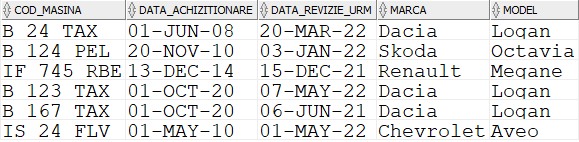 COD_MASINA DATA_ACHIZITIONARE DATA_REVIZIE_URM MARCA MODEL
B 24 TAX 01-JUN-08 20-MAR-22 Dacia Logan
B 124 PEL 20-NOV-10 03-JAN-22 Skoda Octavia
IF 745 RBE 13-DEC-14 15-DEC-21 Renault Megane
B 123 TAX 01-OCT-20 07-MAY-22 Dacia Logan
B 167 TAX 01-OCT-20 06-JUN-21 Dacia Logan
IS 24 FLV 01-MAY-10 01-MAY-22 Chevrolet Aveo